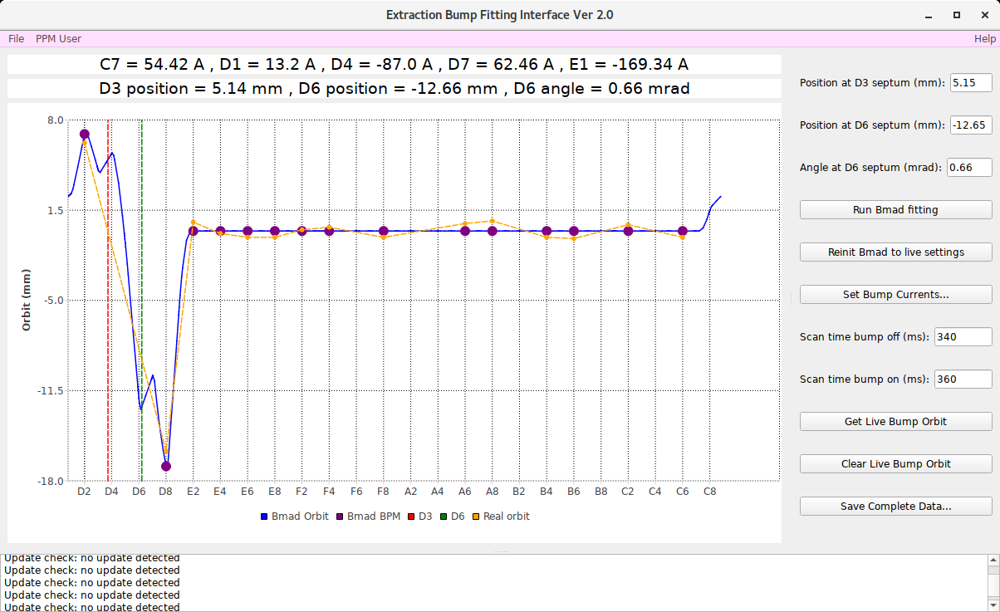 Extraction Bump Fitting Interface Ver 2.0
File PPM User Help
C7 = 54.42 A , D1 = 13.2 A , D4 = -87.0 A , D7 = 62.46 A , E1 = -169.34 A
D3 position = 5.14 mm , D6 position = -12.66 mm , D6 angle = 0.66 mrad
Position at D3 septum (mm): 5.15
Position at D6 septum (mm): -12.65
Angle at D6 septum (mrad): 0.66
Run Bmad fitting
Reinit Bmad to live settings
Set Bump Currents...
Scan time bump off (ms): 340
Scan time bump on (ms): 360
Get Live Bump Orbit
Clear Live Bump Orbit
Save Complete Data...
Orbit (mm)
8.0
1.5
-5.0
-11.5
-18.0
D2 D4 D6 D8 E2 E4 E6 E8 F2 F4 F6 F8 A2 A4 A6 A8 B2 B4 B6 B8 C2 C4 C6 C8
Bmad Orbit Bmad BPM D3 D6 Real orbit
Update check: no update detected
Update check: no update detected
Update check: no update detected
Update check: no update detected
Update check: no update detected